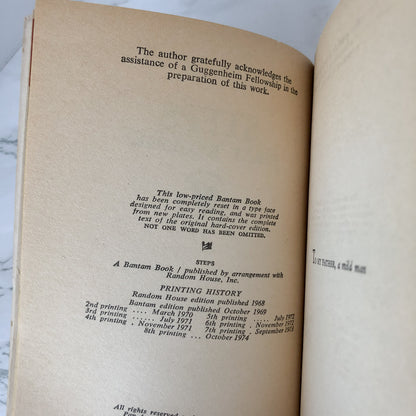 The author gratefully acknowledges the
assistance of a Guggenheim Fellowship in the
preparation of this work.
This low-priced Bantam Book
has been completely reset in a type face
designed for easy reading, and was printed
from new plates. It contains the complete
text of the original hard-cover edition.
NOT ONE WORD HAS BEEN OMITTED.
STEPS
A Bantam Book / published by arrangement with
Random House, Inc.
PRINTING HISTORY
Random House edition published 1968
Bantam edition published October 1969
2nd printing .... March 1970 5th printing .... July 1972
3rd printing ..... July 1971 6th printing . November 1972
4th printing . November 1971 7th printing . September 1973
8th printing ... October 1974
All rights
To my father, a mild man